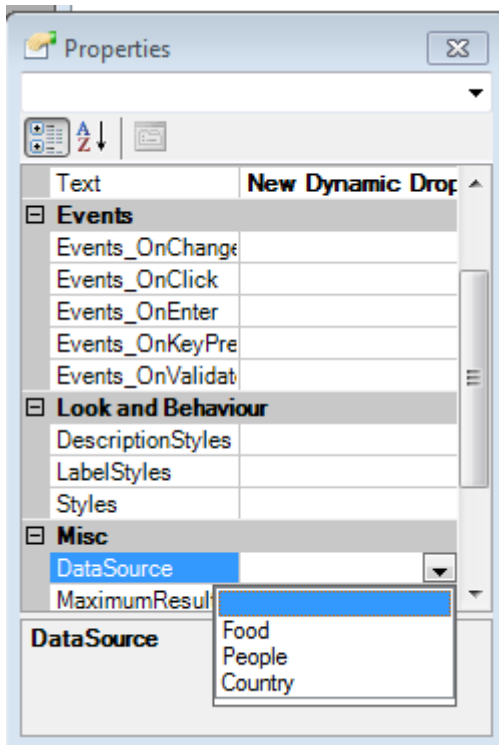 Properties
Text New Dynamic Drop
Events
Events_OnChange
Events_OnClick
Events_OnEnter
Events_OnKeyPre
Events_OnValidat
Look and Behaviour
DescriptionStyles
LabelStyles
Styles
Misc
DataSource
MaximumResul
Food
DataSource
People
Country